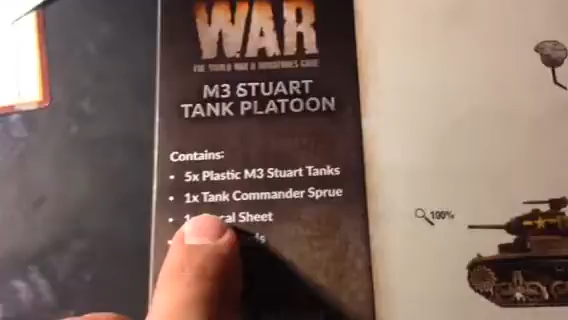 WAR
THE WORLD WAR II MINIATURES GAME
M3 STUART
TANK PLATOON
Contains:
• 5x Plastic M3 Stuart Tanks
• 1x Tank Commander Sprue
• Sheet
100%